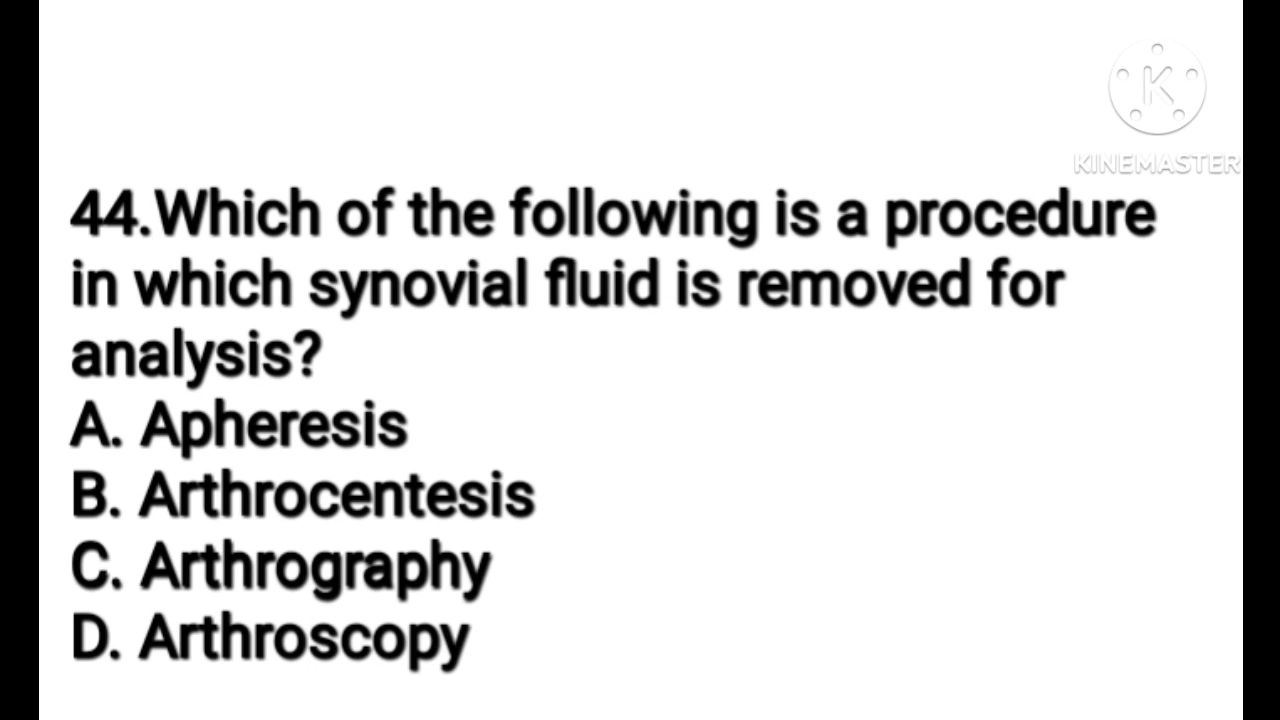 K
KINEMASTER
44.Which of the following is a procedure
in which synovial fluid is removed for
analysis?
A. Apheresis
B. Arthrocentesis
C. Arthrography
D. Arthroscopy